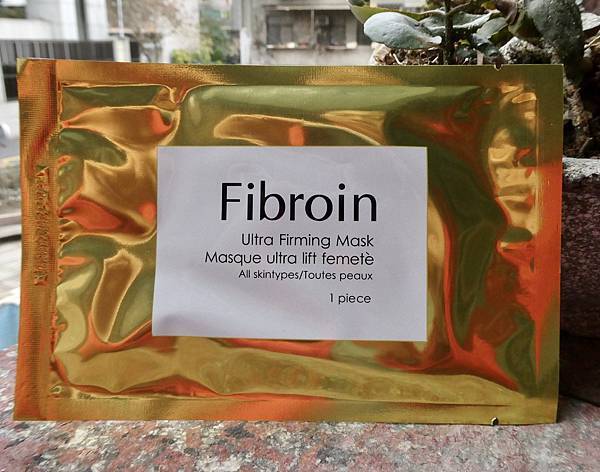 Fibroin
Ultra Firming Mask
Masque ultra lift femetè
All skintypes/Toutes peaux
1 piece